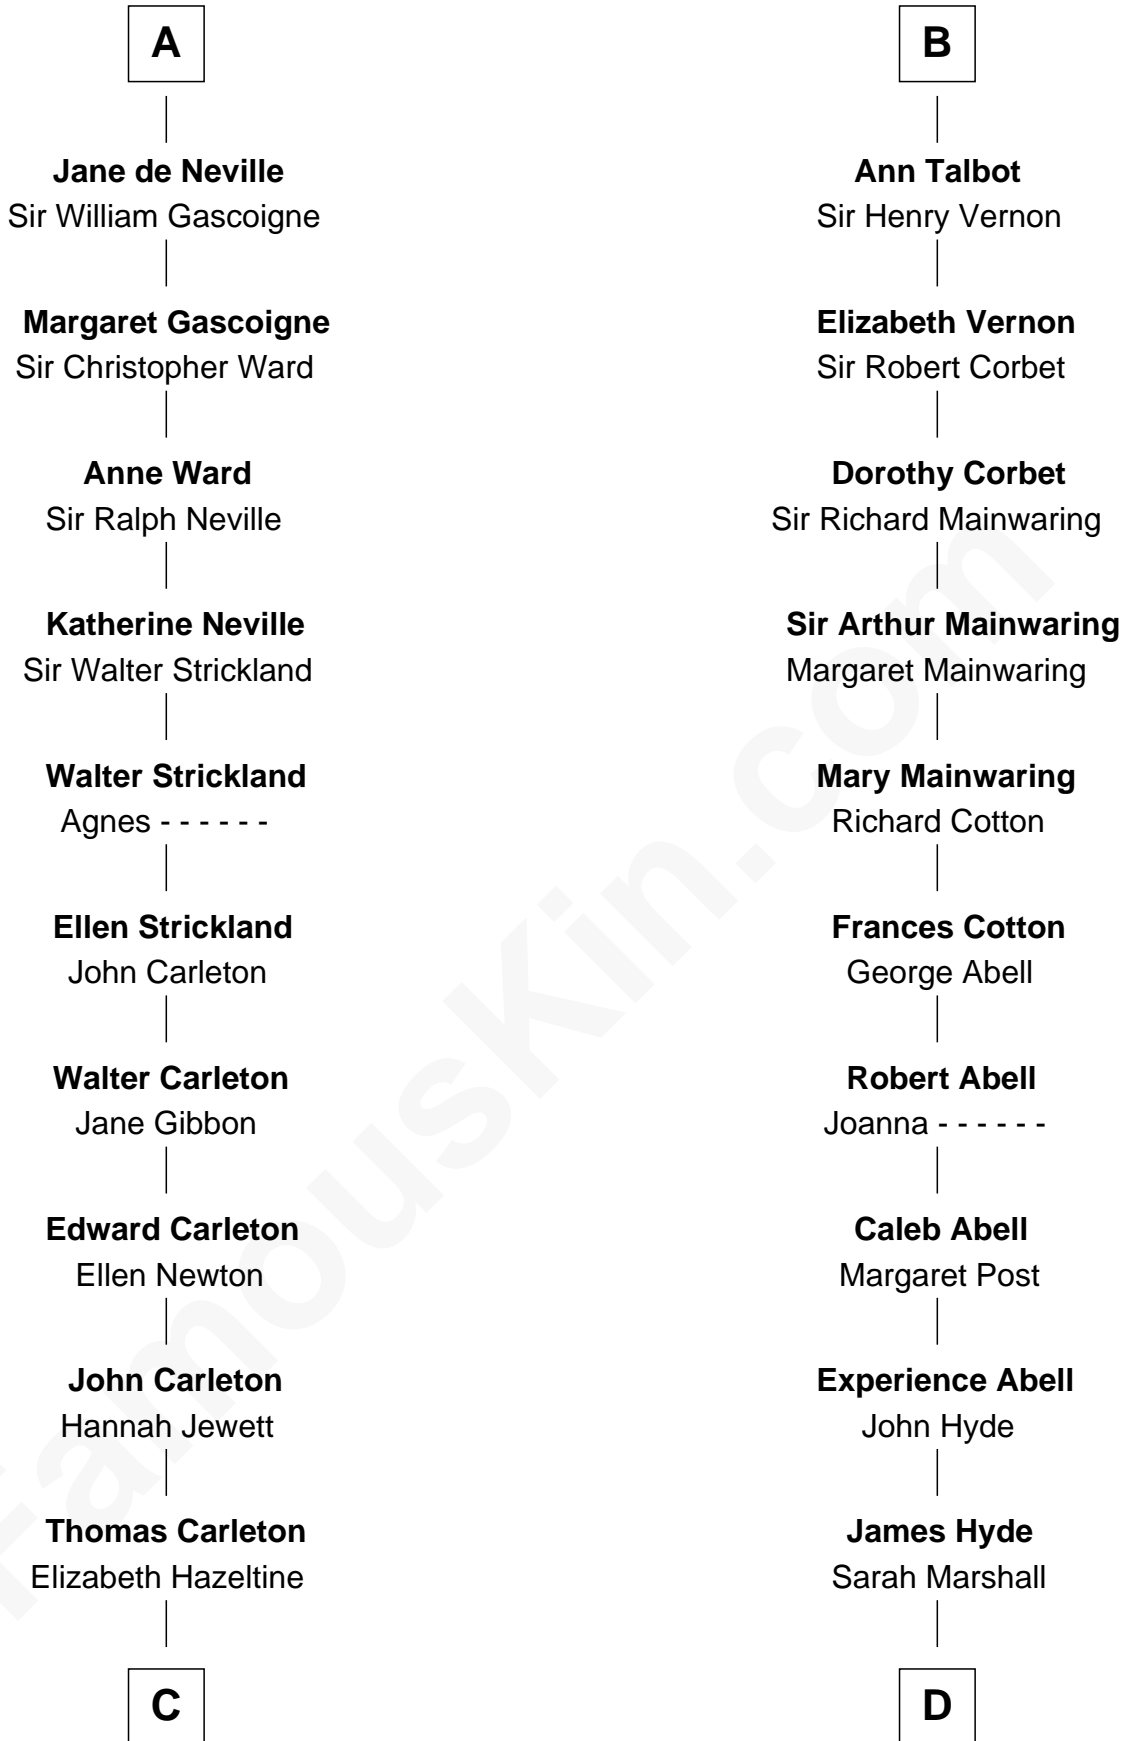 A
Jane de Neville
Sir William Gascoigne
Margaret Gascoigne
Sir Christopher Ward
Anne Ward
Sir Ralph Neville
Katherine Neville
Sir Walter Strickland
Walter Strickland
Agnes - - - - - -
Ellen Strickland
John Carleton
Walter Carleton
Jane Gibbon
Edward Carleton
Ellen Newton
John Carleton
Hannah Jewett
Thomas Carleton
Elizabeth Hazeltine
C
B
Ann Talbot
Sir Henry Vernon
Elizabeth Vernon
Sir Robert Corbet
Dorothy Corbet
Sir Richard Mainwaring
Sir Arthur Mainwaring
Margaret Mainwaring
Mary Mainwaring
Richard Cotton
Frances Cotton
George Abell
Robert Abell
Joanna - - - - - -
Caleb Abell
Margaret Post
Experience Abell
John Hyde
James Hyde
Sarah Marshall
D
FamousKin.com